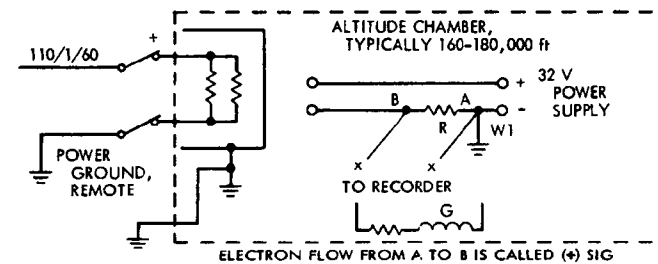 ALTITUDE CHAMBER,
TYPICALLY 160-180,000 ft
110/1/60
+
+ 32 V
POWER
SUPPLY
-
B
A
R
W1
POWER
GROUND,
REMOTE
x
x
TO RECORDER
G
ELECTRON FLOW FROM A TO B IS CALLED (+) SIG